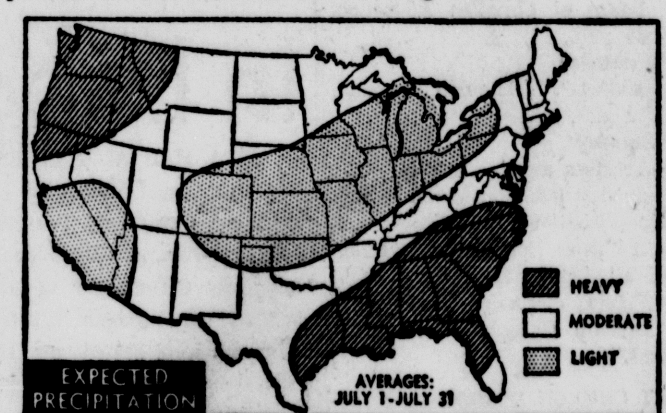 HEAVY
MODERATE
LIGHT
EXPECTED
PRECIPITATION
AVERAGES:
JULY 1-JULY 31